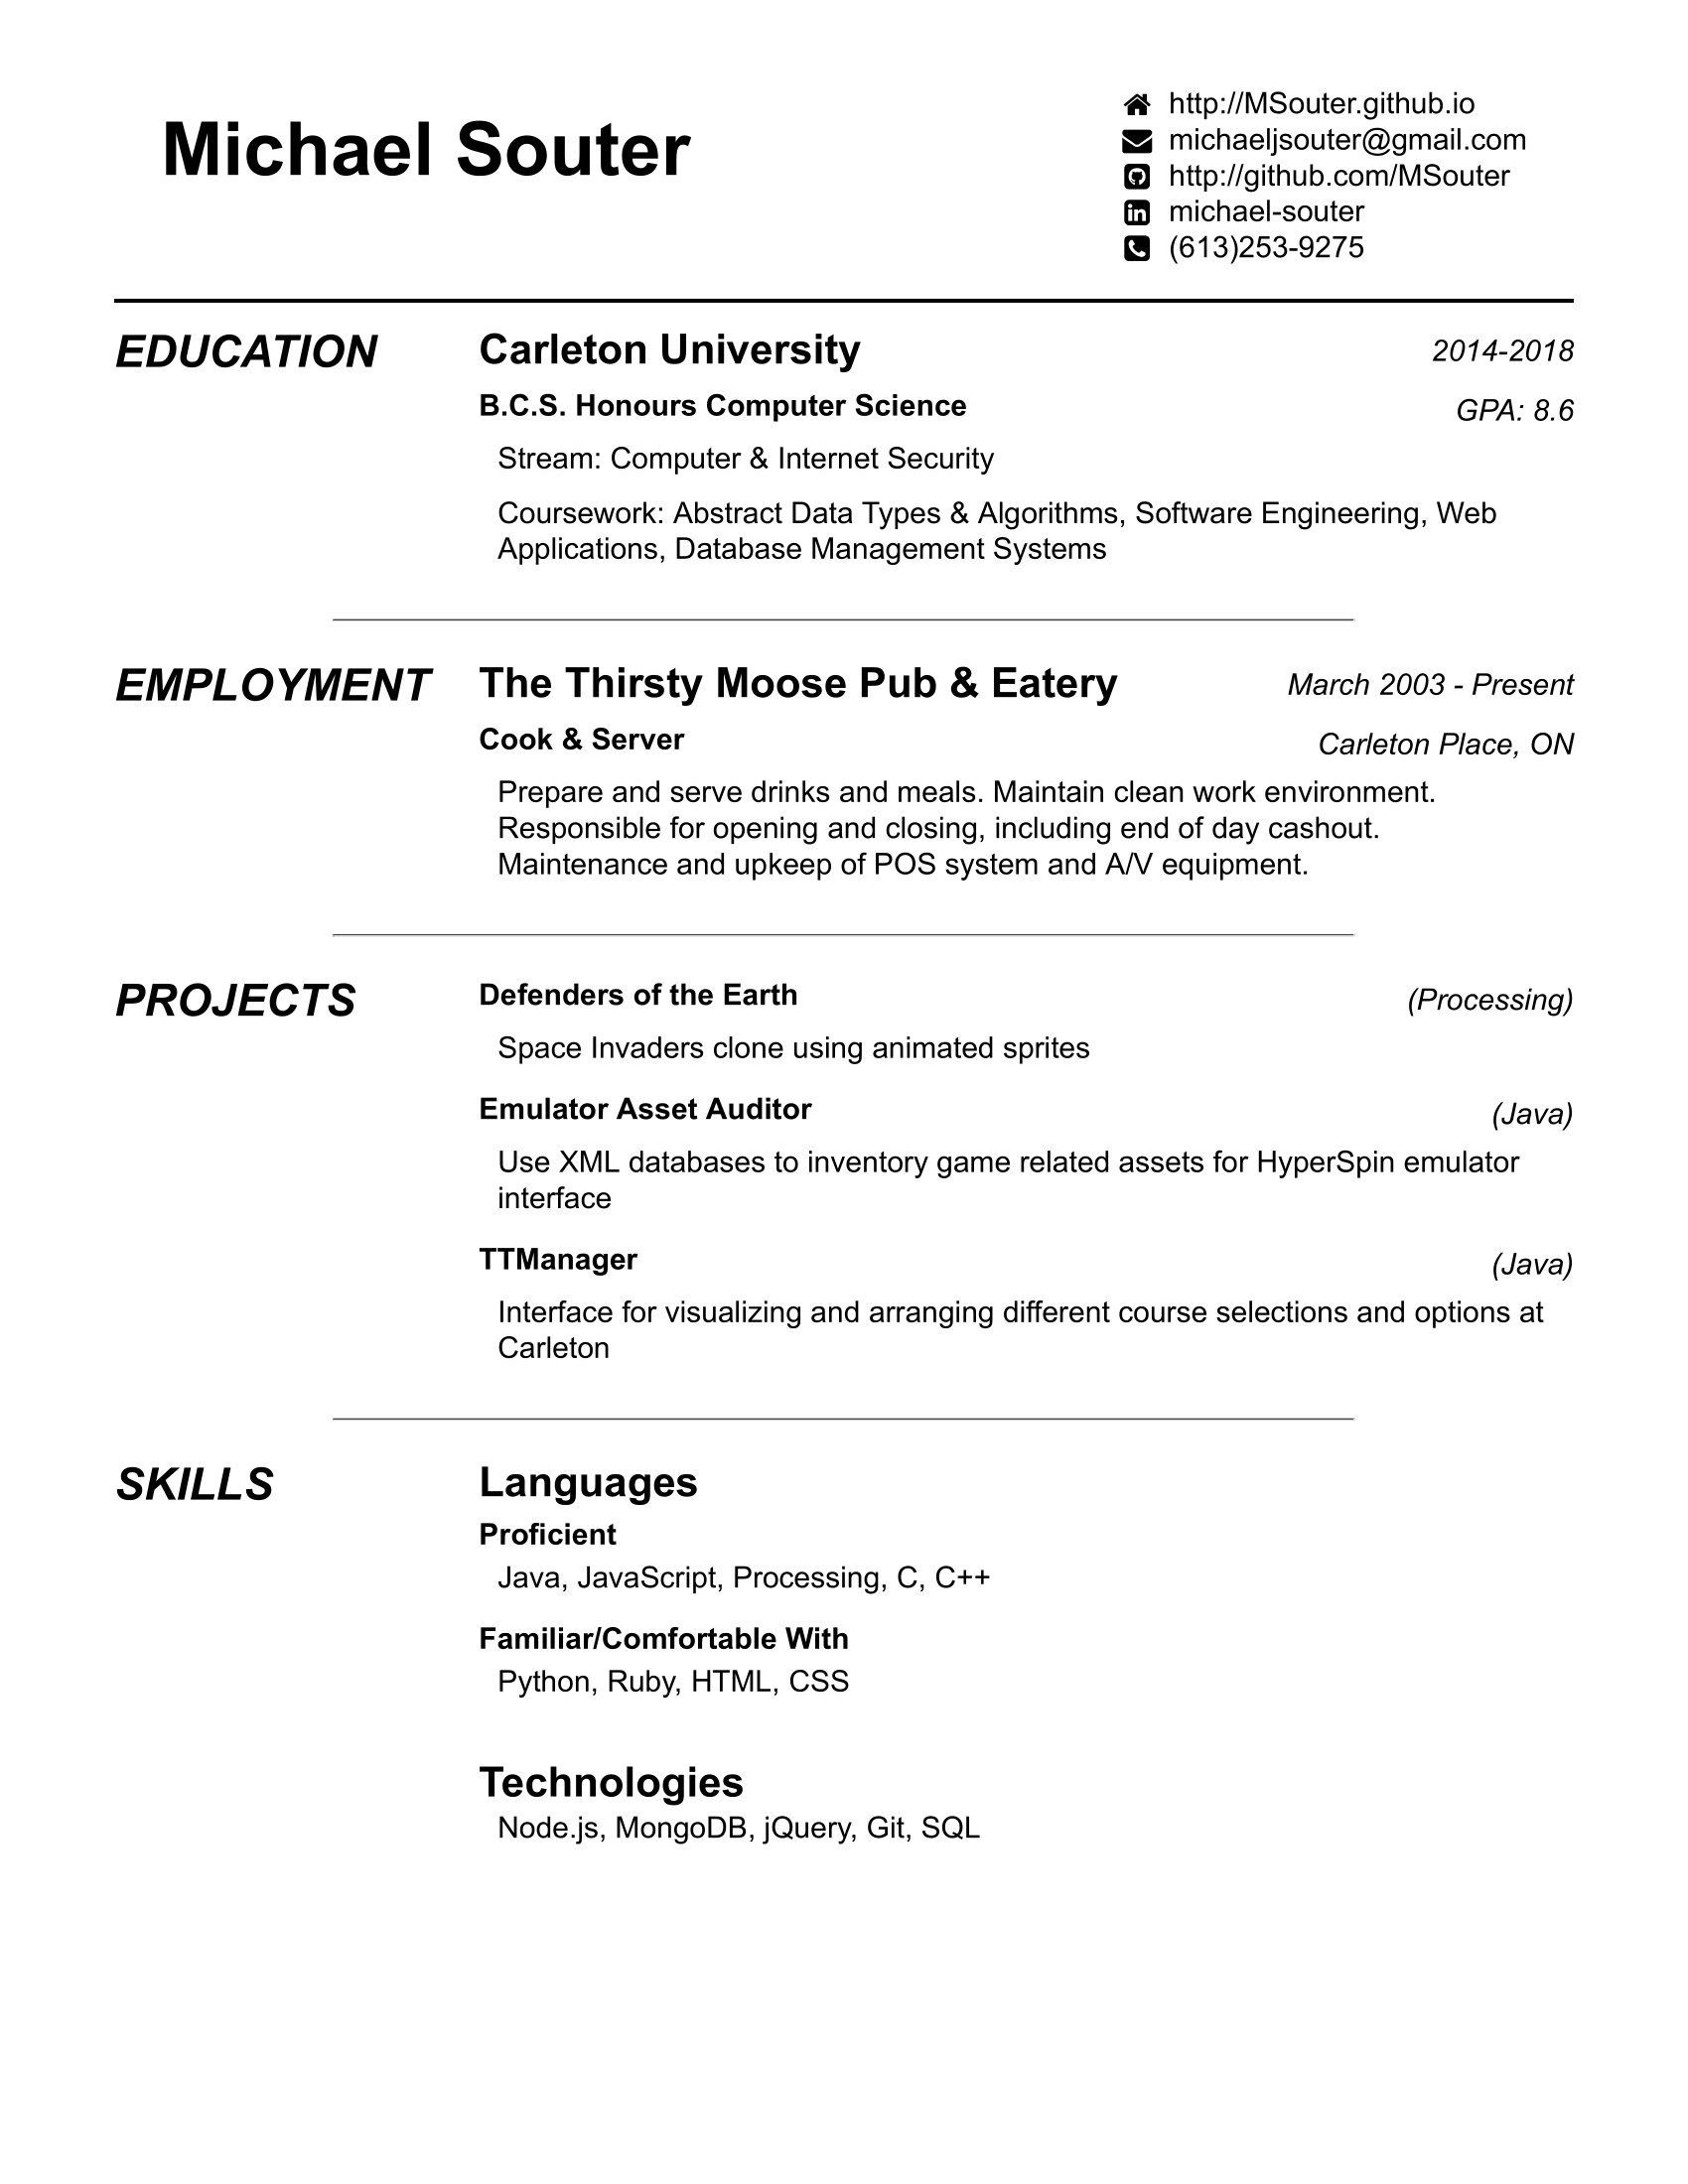 Michael Souter
http://MSouter.github.io
michaeljsouter@gmail.com
http://github.com/MSouter
michael-souter
(613)253-9275
EDUCATION
Carleton University
2014-2018
B.C.S. Honours Computer Science
GPA: 8.6
Stream: Computer & Internet Security
Coursework: Abstract Data Types & Algorithms, Software Engineering, Web
Applications, Database Management Systems
EMPLOYMENT
The Thirsty Moose Pub & Eatery
March 2003 - Present
Cook & Server
Carleton Place, ON
Prepare and serve drinks and meals. Maintain clean work environment.
Responsible for opening and closing, including end of day cashout.
Maintenance and upkeep of POS system and A/V equipment.
PROJECTS
Defenders of the Earth
(Processing)
Space Invaders clone using animated sprites
Emulator Asset Auditor
(Java)
Use XML databases to inventory game related assets for HyperSpin emulator
interface
TTManager
(Java)
Interface for visualizing and arranging different course selections and options at
Carleton
SKILLS
Languages
Proficient
Java, JavaScript, Processing, C, C++
Familiar/Comfortable With
Python, Ruby, HTML, CSS
Technologies
Node.js, MongoDB, jQuery, Git, SQL